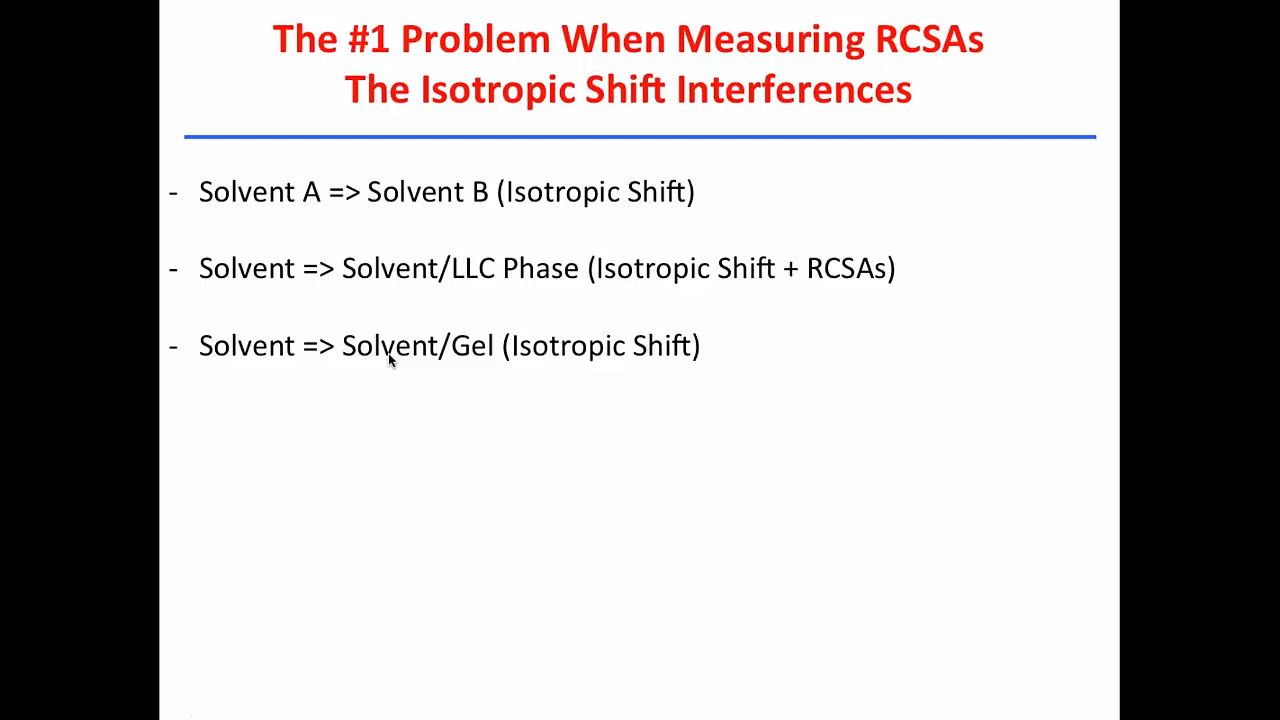 The #1 Problem When Measuring RCSAs
The Isotropic Shift Interferences
- Solvent A => Solvent B (Isotropic Shift)
- Solvent => Solvent/LLC Phase (Isotropic Shift + RCSAs)
- Solvent => Solvent/Gel (Isotropic Shift)